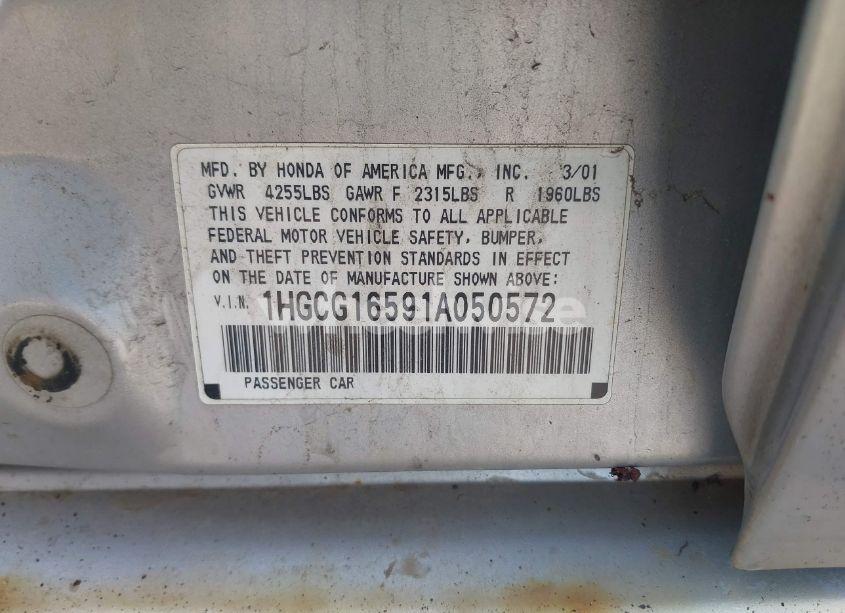 MFD. BY HONDA OF AMERICA MFG., INC. 3/01
GVWR 4255LBS GAWR F 2315LBS R 1960LBS
THIS VEHICLE CONFORMS TO ALL APPLICABLE
FEDERAL MOTOR VEHICLE SAFETY, BUMPER,
AND THEFT PREVENTION STANDARDS IN EFFECT
ON THE DATE OF MANUFACTURE SHOWN ABOVE:
V.I.N. 1HGCG16591A050572
PASSENGER CAR